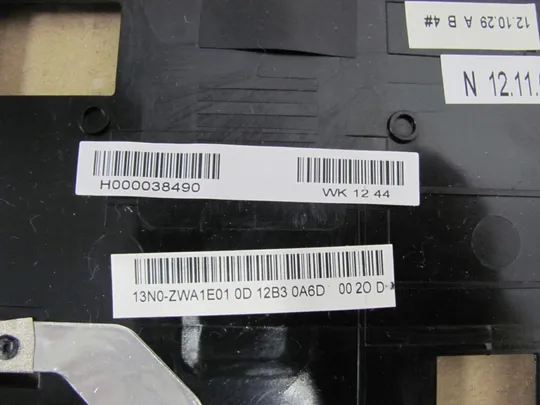 12.10.29 A B 4#
N 12.11.
H000038490
WK 12 44
13N0-ZWA1E01 0D 12B3 0A6D 00 20 D